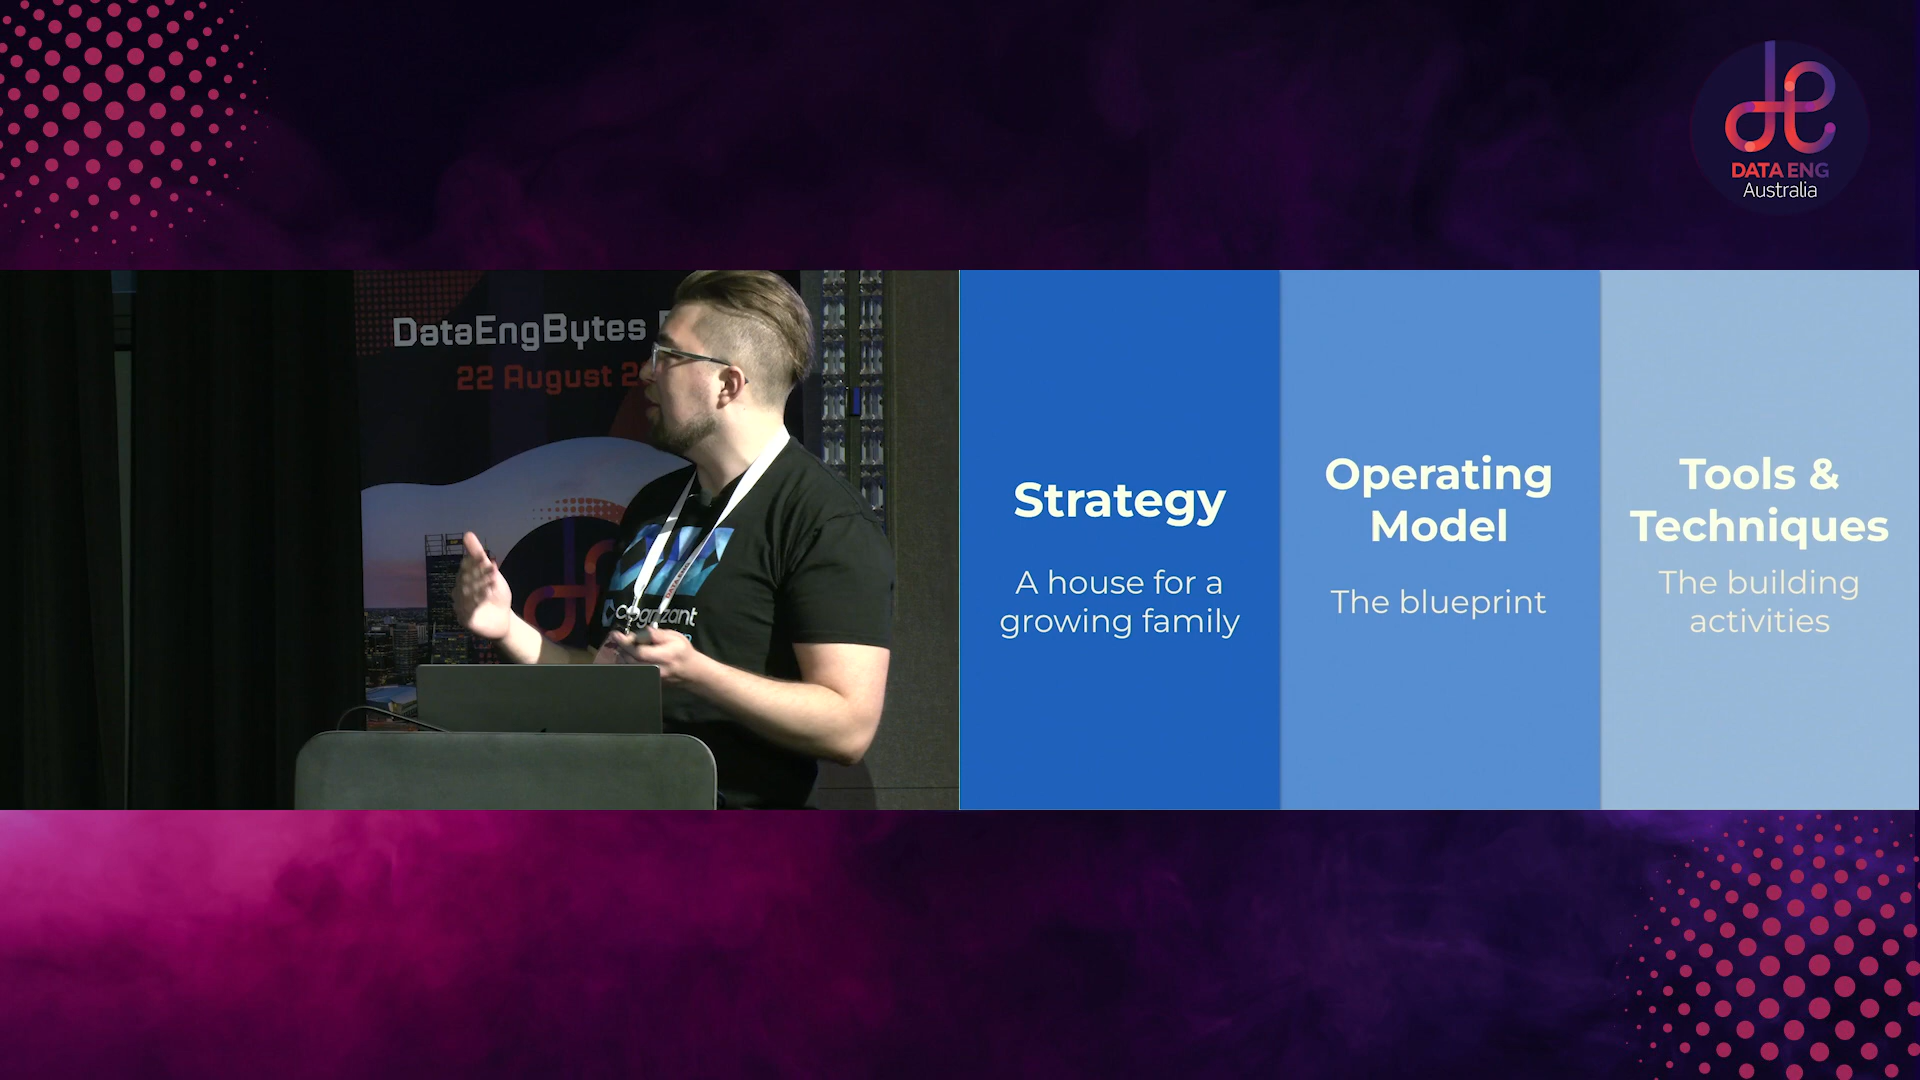 DATA ENG
Australia
DataEngBytes
22 August
cognizant
Strategy
A house for a
growing family
Operating
Model
The blueprint
Tools &
Techniques
The building
activities